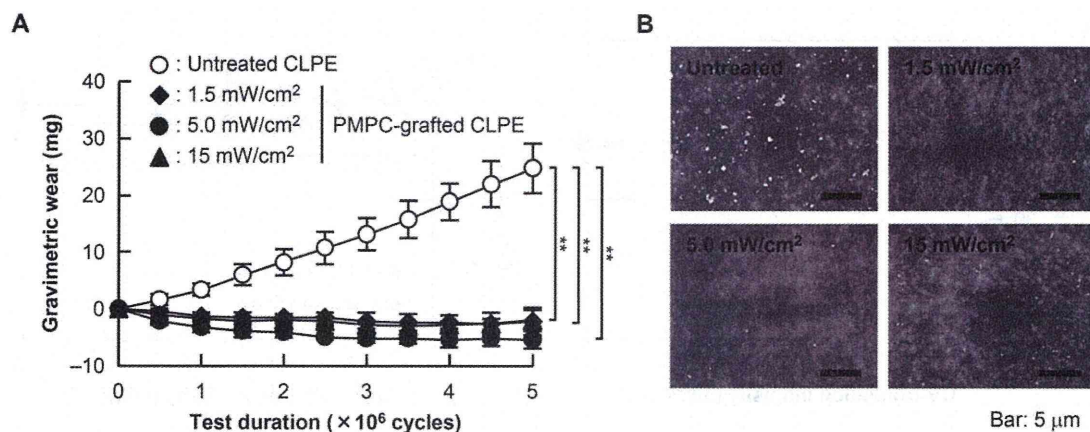 A
○ : Untreated CLPE
◆ : 1.5 mW/cm²
● : 5.0 mW/cm²
▲ : 15 mW/cm²
PMPC-grafted CLPE
Gravimetric wear (mg)
40
30
20
10
0
–10
** ** **
0 1 2 3 4 5
Test duration (×10⁶ cycles)
B
Untreated
1.5 mW/cm²
5.0 mW/cm²
15 mW/cm²
Bar: 5 μm